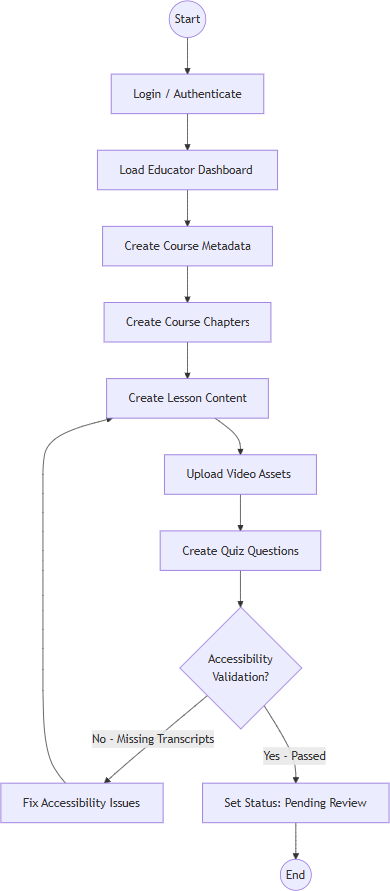 Start
Login / Authenticate
Load Educator Dashboard
Create Course Metadata
Create Course Chapters
Create Lesson Content
Upload Video Assets
Create Quiz Questions
Accessibility
Validation?
No - Missing Transcripts
Yes - Passed
Fix Accessibility Issues
Set Status: Pending Review
End